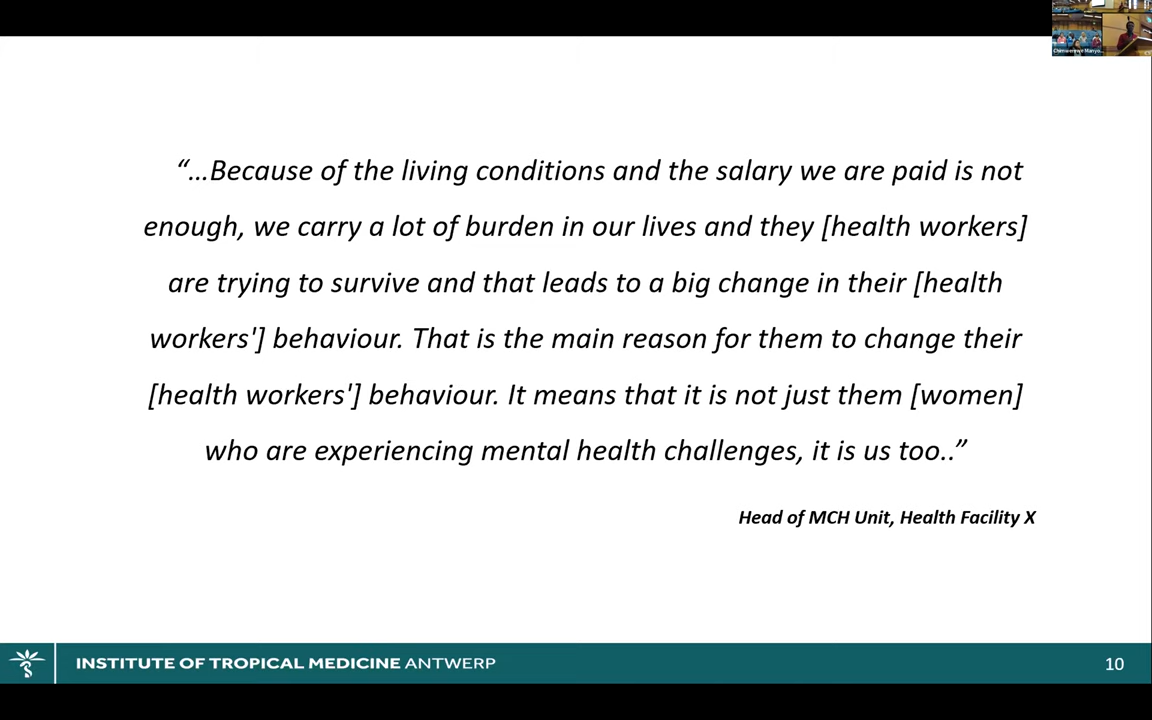 “…Because of the living conditions and the salary we are paid is not
enough, we carry a lot of burden in our lives and they [health workers]
are trying to survive and that leads to a big change in their [health
workers'] behaviour. That is the main reason for them to change their
[health workers'] behaviour. It means that it is not just them [women]
who are experiencing mental health challenges, it is us too..”
Head of MCH Unit, Health Facility X
INSTITUTE OF TROPICAL MEDICINE ANTWERP
10